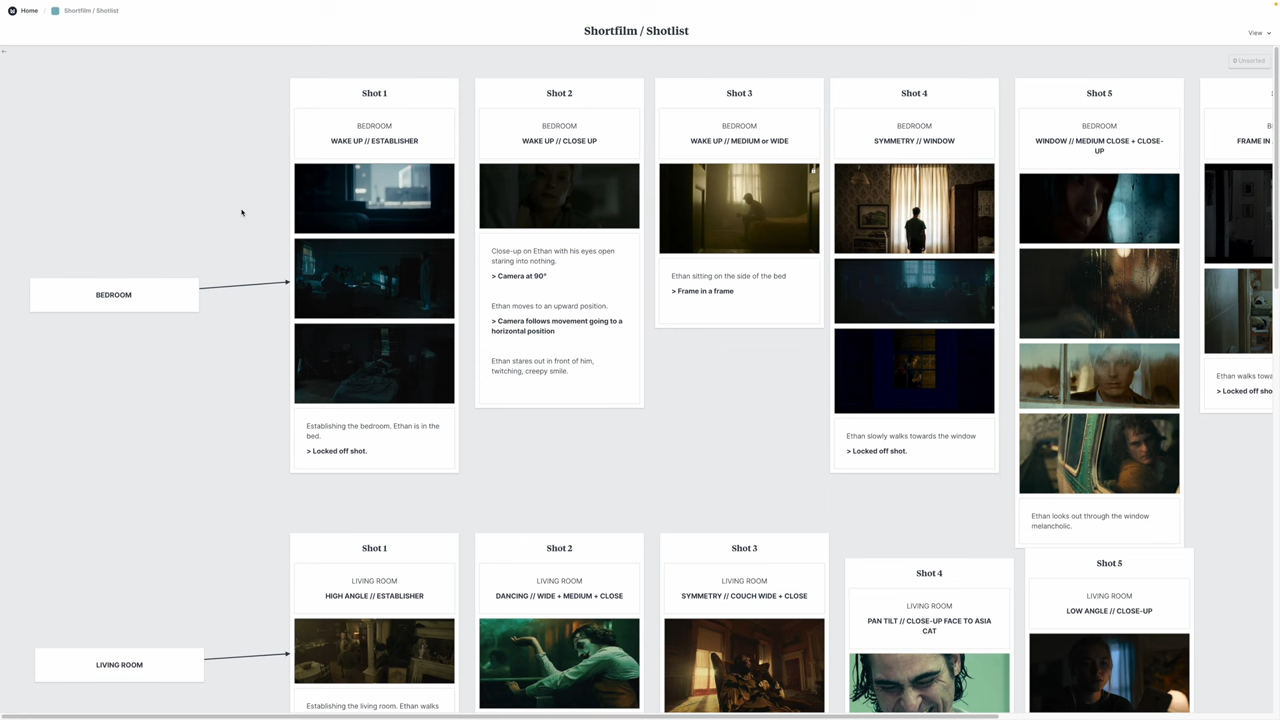 Home / Shortfilm / Shotlist
Shortfilm / Shotlist
View
0 Unsorted
BEDROOM
Shot 1
BEDROOM
WAKE UP // ESTABLISHER
Establishing the bedroom. Ethan is in the
bed.
> Locked off shot.
Shot 2
BEDROOM
WAKE UP // CLOSE UP
Close-up on Ethan with his eyes open
staring into nothing.
> Camera at 90°
Ethan moves to an upward position.
> Camera follows movement going to a
horizontal position
Ethan stares out in front of him,
twitching, creepy smile.
Shot 3
BEDROOM
WAKE UP // MEDIUM or WIDE
Ethan sitting on the side of the bed
> Frame in a frame
Shot 4
BEDROOM
SYMMETRY // WINDOW
Ethan slowly walks towards the window
> Locked off shot.
Shot 5
BEDROOM
WINDOW // MEDIUM CLOSE + CLOSE-
UP
Ethan looks out through the window
melancholic.
FRAME IN
Ethan walks
> Locked off
LIVING ROOM
Shot 1
LIVING ROOM
HIGH ANGLE // ESTABLISHER
Establishing the living room. Ethan walks
Shot 2
LIVING ROOM
DANCING // WIDE + MEDIUM + CLOSE
Shot 3
LIVING ROOM
SYMMETRY // COUCH WIDE + CLOSE
Shot 4
LIVING ROOM
PAN TILT // CLOSE-UP FACE TO ASIA
CAT
Shot 5
LIVING ROOM
LOW ANGLE // CLOSE-UP